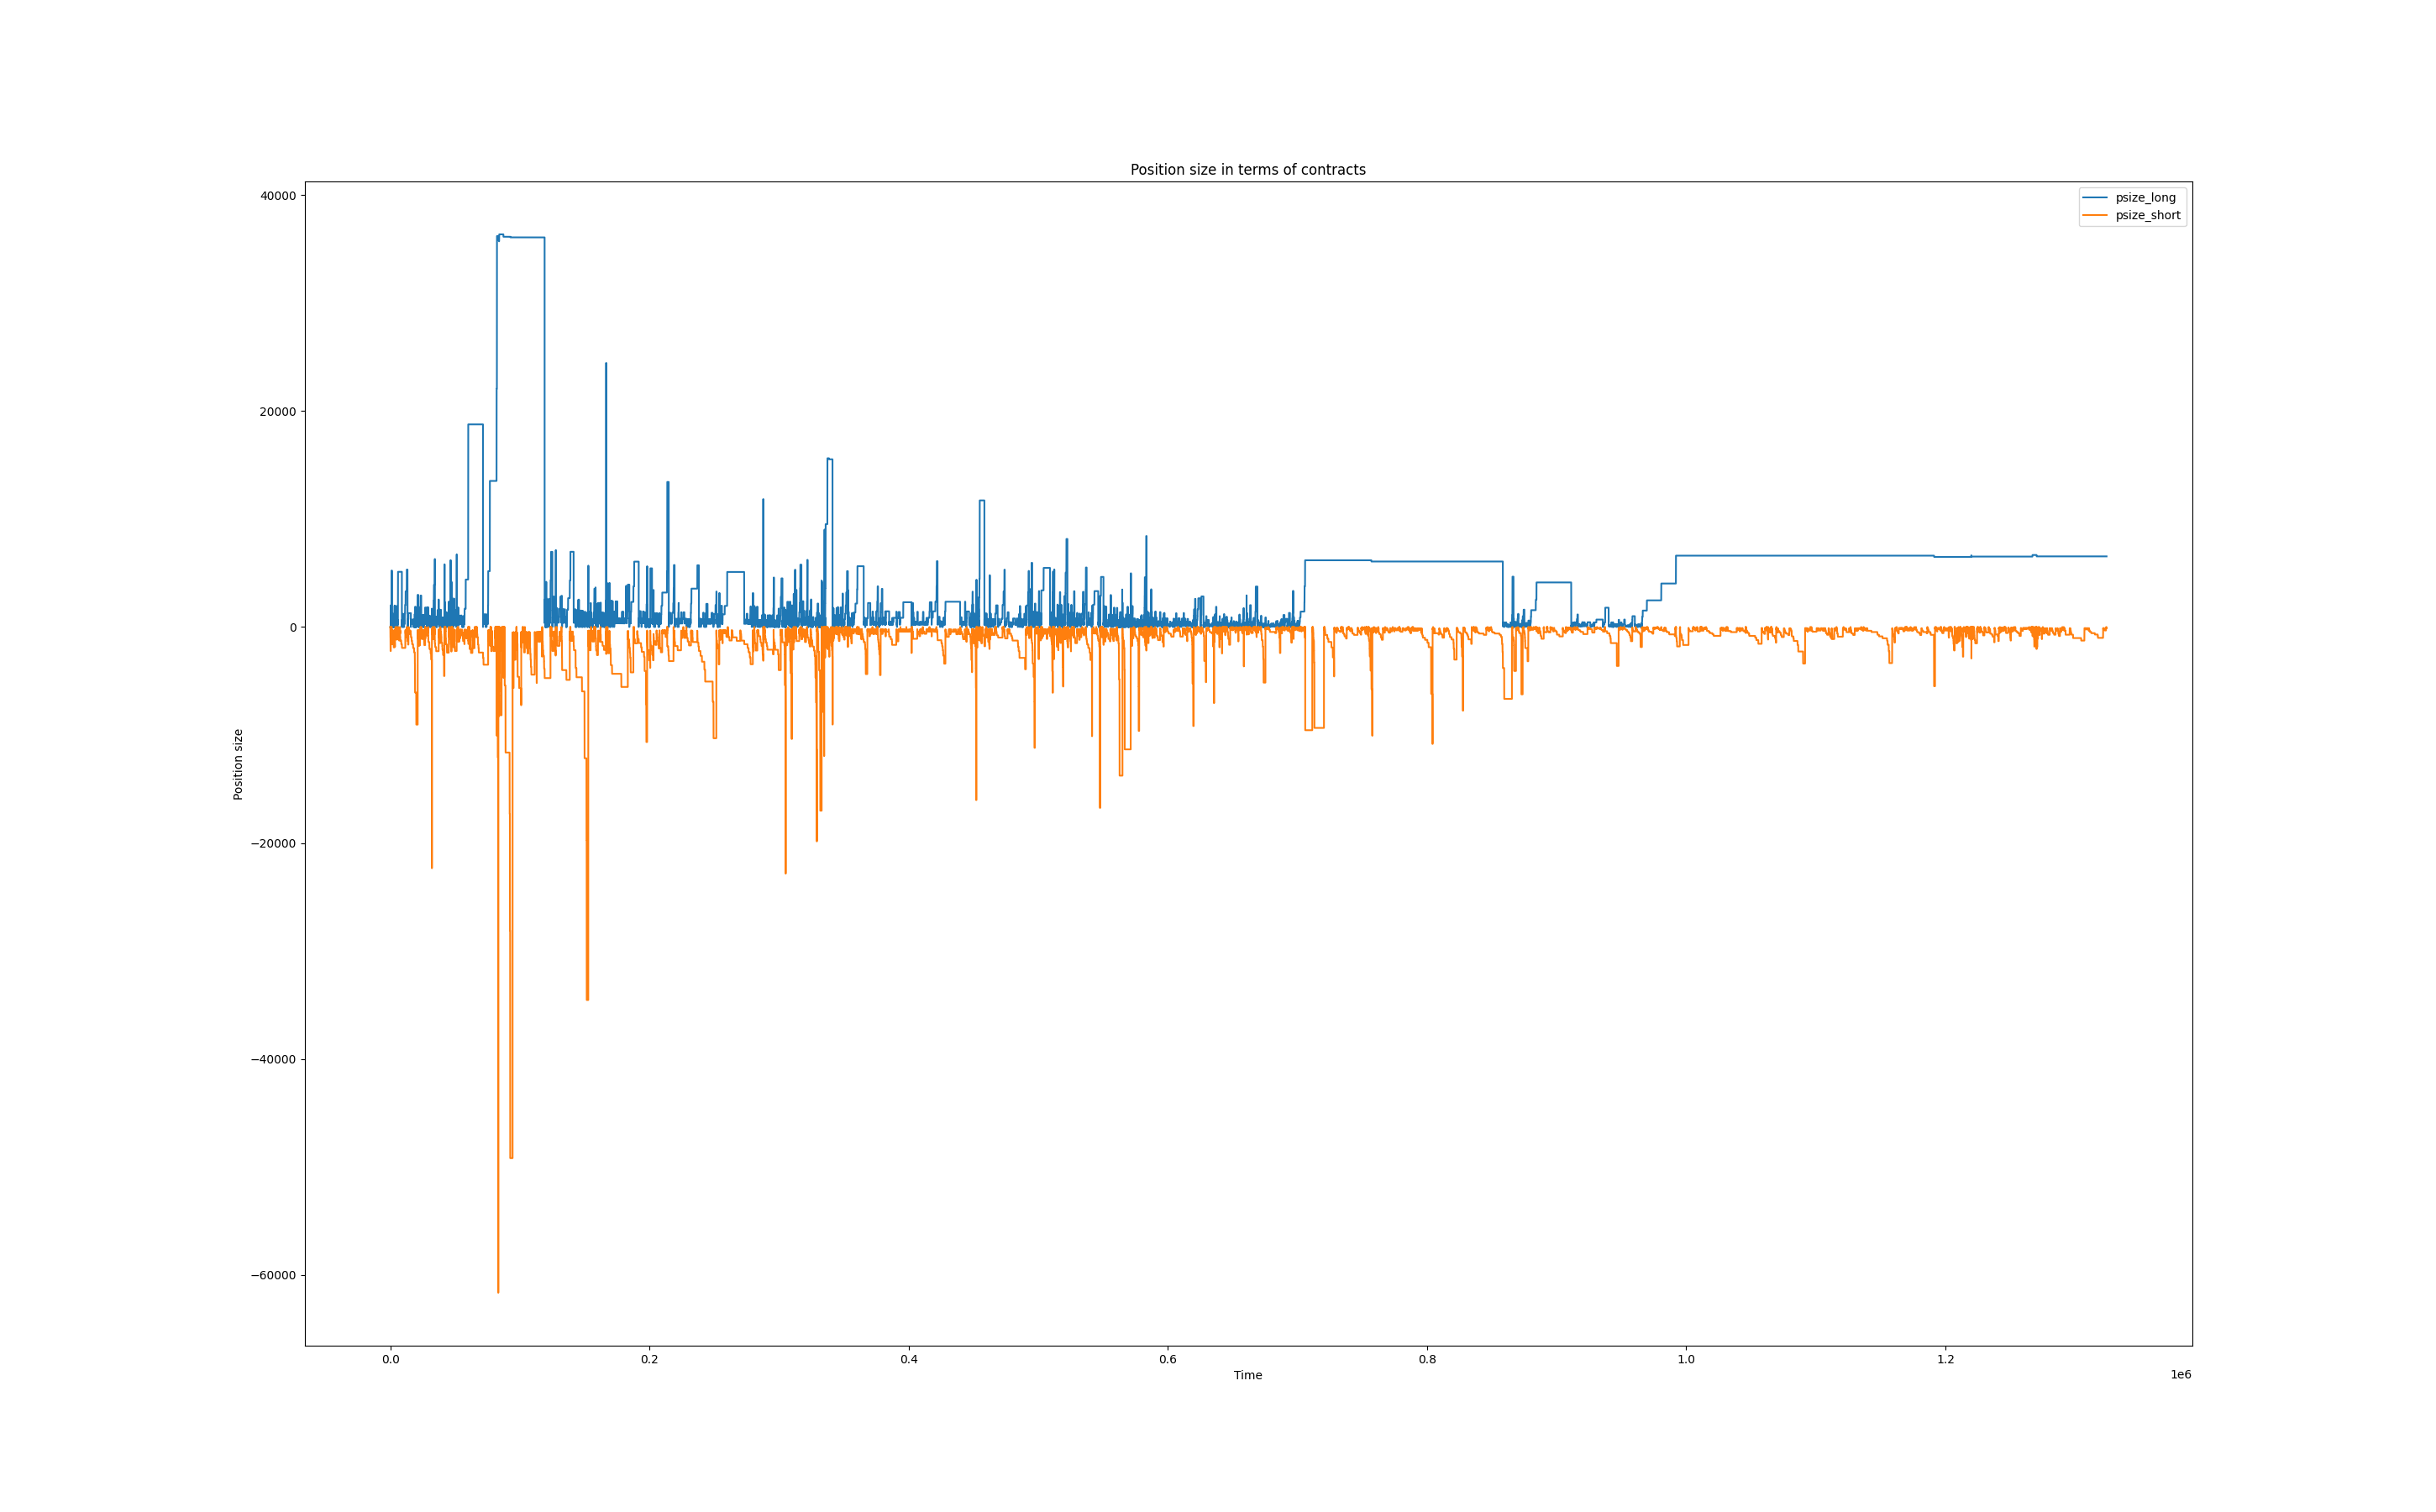 Position size in terms of contracts
psize_long
psize_short
40000
20000
0
−20000
−40000
−60000
Position size
0.0 0.2 0.4 0.6 0.8 1.0 1.2
1e6
Time